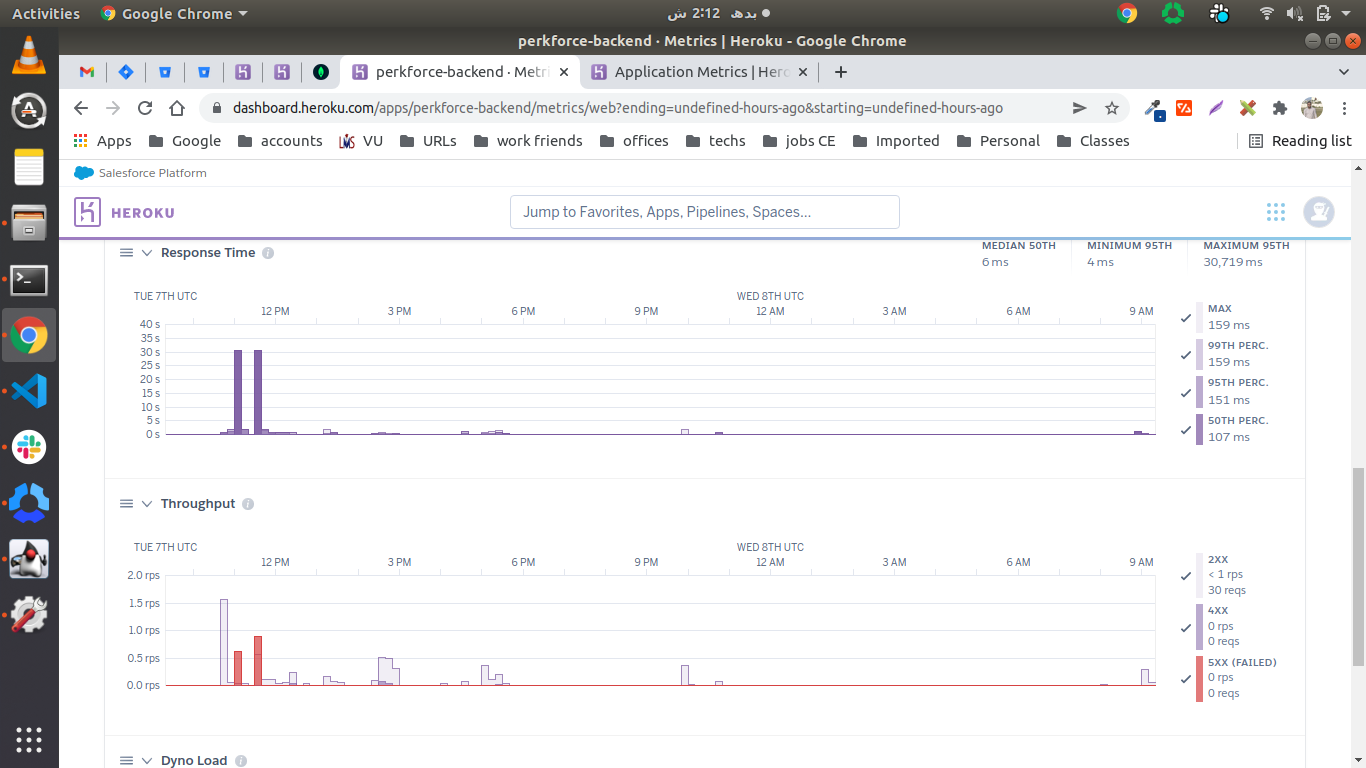 Activities
Google Chrome
بدھ 2:12 ش
perkforce-backend · Metrics | Heroku - Google Chrome
perkforce-backend · Metri
Application Metrics | Hero
dashboard.heroku.com/apps/perkforce-backend/metrics/web?ending=undefined-hours-ago&starting=undefined-hours-ago
Apps Google accounts VU URLs work friends offices techs jobs CE Imported Personal Classes Reading list
Salesforce Platform
HEROKU
Jump to Favorites, Apps, Pipelines, Spaces...
Response Time
MEDIAN 50TH MINIMUM 95TH MAXIMUM 95TH
6 ms 4 ms 30,719 ms
TUE 7TH UTC WED 8TH UTC
12 PM 3 PM 6 PM 9 PM 12 AM 3 AM 6 AM 9 AM
40 s
35 s
30 s
25 s
20 s
15 s
10 s
5 s
0 s
MAX
159 ms
99TH PERC.
159 ms
95TH PERC.
151 ms
50TH PERC.
107 ms
Throughput
TUE 7TH UTC WED 8TH UTC
12 PM 3 PM 6 PM 9 PM 12 AM 3 AM 6 AM 9 AM
2.0 rps
1.5 rps
1.0 rps
0.5 rps
0.0 rps
2XX
< 1 rps
30 reqs
4XX
0 rps
0 reqs
5XX (FAILED)
0 rps
0 reqs
Dyno Load